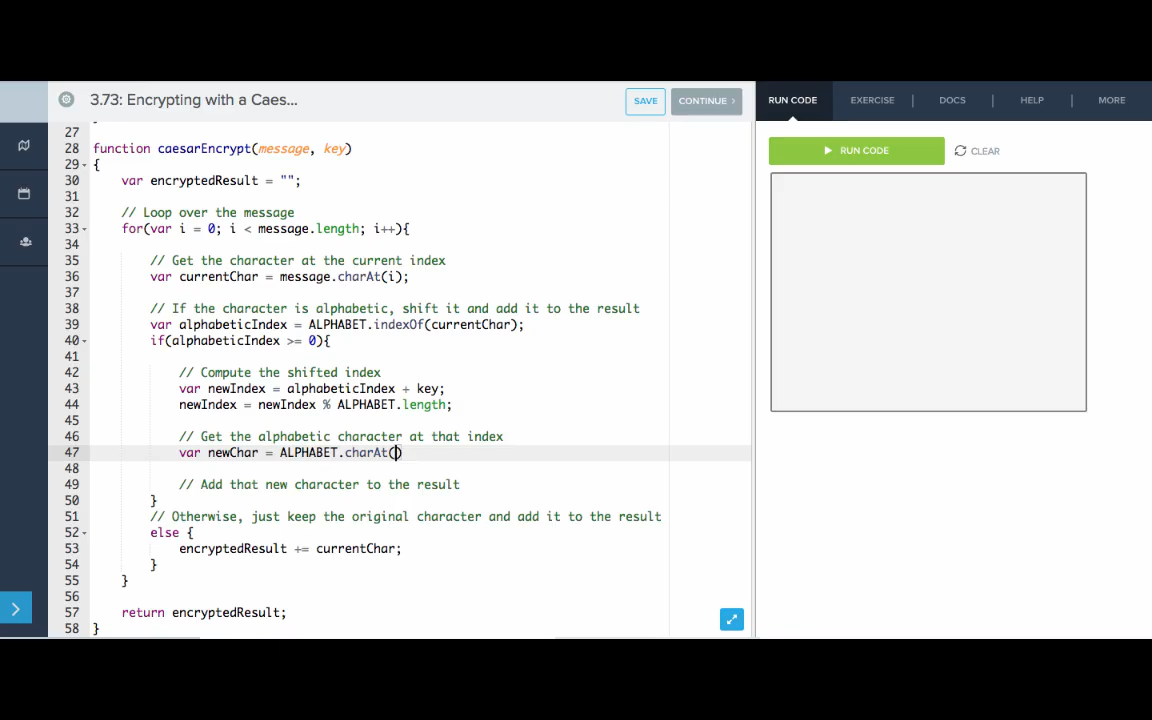 3.73: Encrypting with a Caes...
SAVE
CONTINUE >
RUN CODE
EXERCISE
DOCS
HELP
MORE
RUN CODE
CLEAR
27
28 function caesarEncrypt(message, key)
29 {
30 var encryptedResult = "";
31
32 // Loop over the message
33 for(var i = 0; i < message.length; i++){
34
35 // Get the character at the current index
36 var currentChar = message.charAt(i);
37
38 // If the character is alphabetic, shift it and add it to the result
39 var alphabeticIndex = ALPHABET.indexOf(currentChar);
40 if(alphabeticIndex >= 0){
41
42 // Compute the shifted index
43 var newIndex = alphabeticIndex + key;
44 newIndex = newIndex % ALPHABET.length;
45
46 // Get the alphabetic character at that index
47 var newChar = ALPHABET.charAt()
48
49 // Add that new character to the result
50 }
51 // Otherwise, just keep the original character and add it to the result
52 else {
53 encryptedResult += currentChar;
54 }
55 }
56
57 return encryptedResult;
58 }